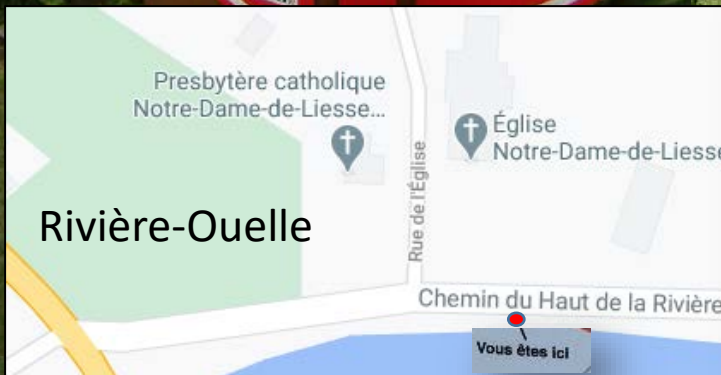 Presbytère catholique
Notre-Dame-de-Liesse...
Église
Notre-Dame-de-Liesse
Rue de l'Église
Rivière-Ouelle
Chemin du Haut de la Rivière
Vous êtes ici